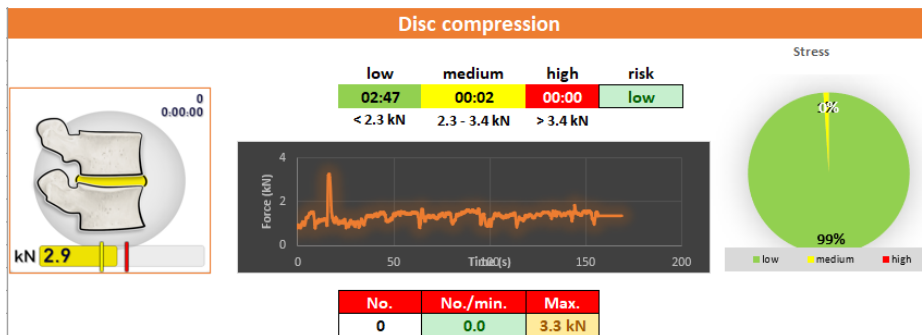 Disc compression
Stress
low medium high risk
02:47 00:02 00:00 low
< 2.3 kN 2.3 - 3.4 kN > 3.4 kN
0
0:00:00
kN 2.9
Force (kN)
4
2
0
0 50 100 150 200
Time (s)
0%
99%
low medium high
No. No./min. Max.
0 0.0 3.3 kN